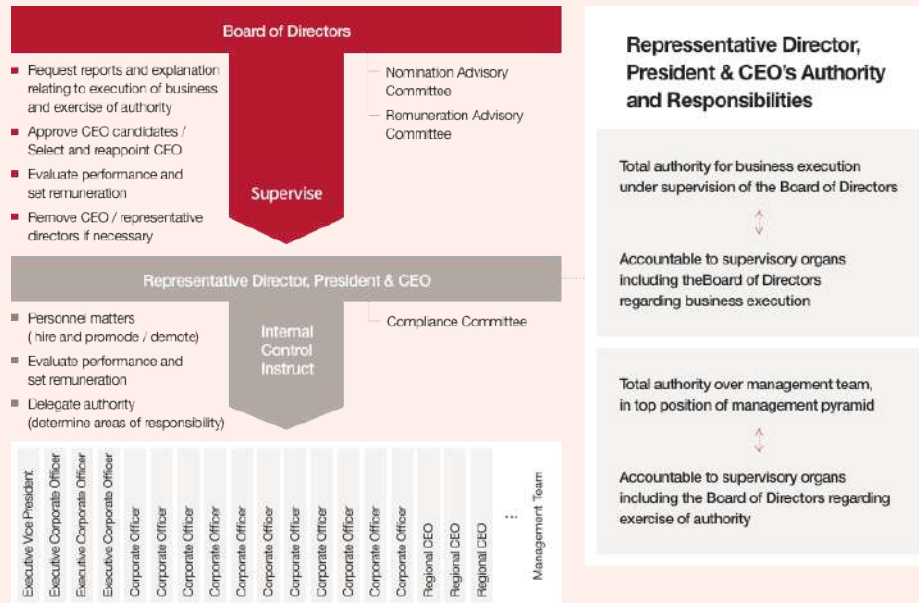 Board of Directors
Request reports and explanation
relating to execution of business
and exercise of authority
Approve CEO candidates /
Select and reappoint CEO
Evaluate performance and
set remuneration
Remove CEO / representative
directors if necessary
Supervise
Nomination Advisory
Committee
Remuneration Advisory
Committee
Representative Director, President & CEO
Personnel matters
(hire and promode / demote)
Evaluate performance and
set remuneration
Delegate authority
(determine areas of responsibility)
Internal
Control
Instruct
Compliance Committee
Executive Vice President
Executive Corporate Officer
Executive Corporate Officer
Executive Corporate Officer
Corporate Officer
Corporate Officer
Corporate Officer
Corporate Officer
Corporate Officer
Corporate Officer
Corporate Officer
Corporate Officer
Corporate Officer
Corporate Officer
Corporate Officer
Regional CEO
Regional CEO
Regional CEO
...
Management Team
Repressentative Director,
President & CEO's Authority
and Responsibilities
Total authority for business execution
under supervision of the Board of Directors
Accountable to supervisory organs
including theBoard of Directors
regarding business execution
Total authority over management team,
in top position of management pyramid
Accountable to supervisory organs
including the Board of Directors regarding
exercise of authority